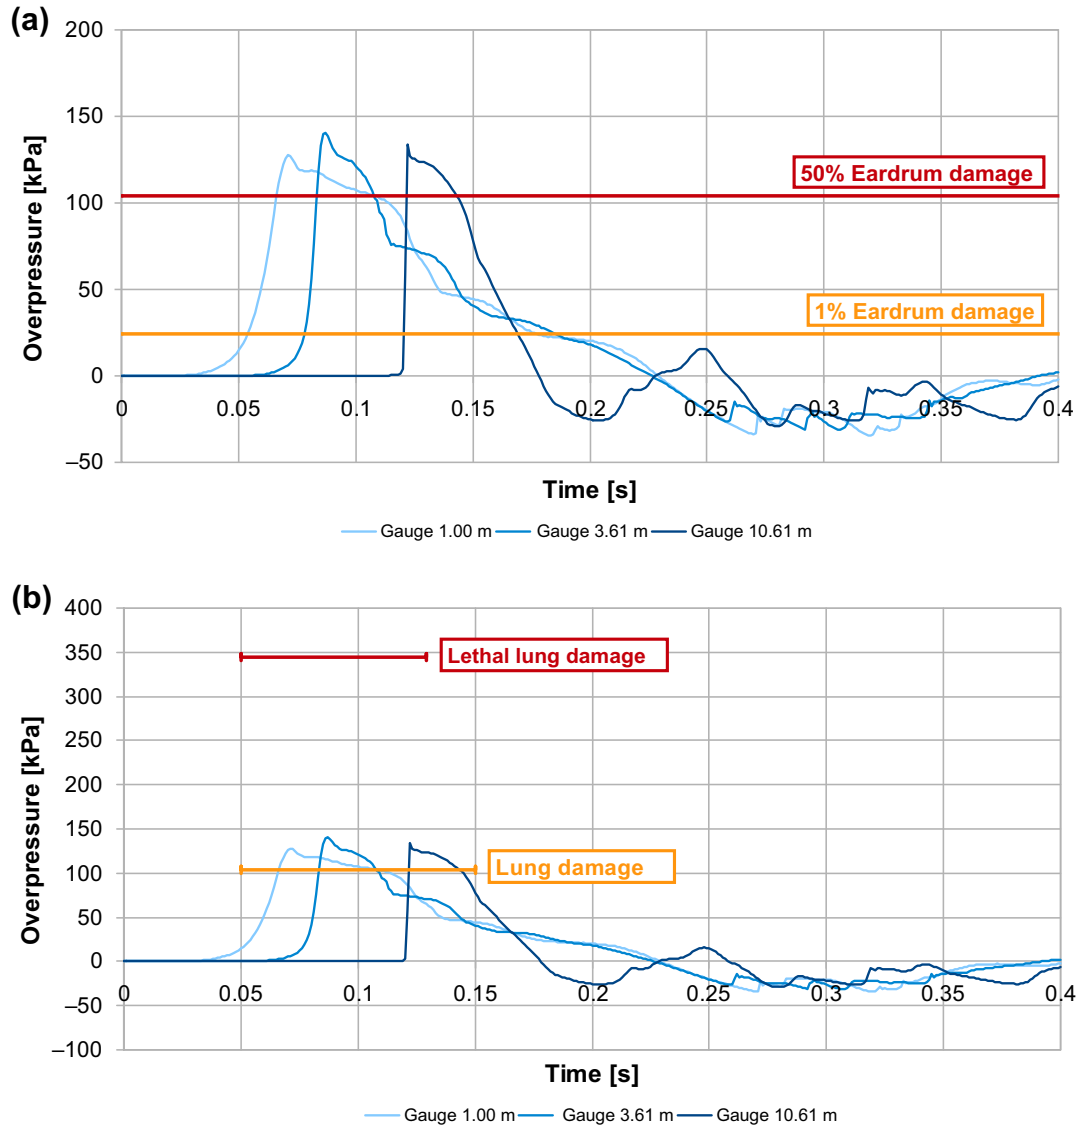 (a)
200
150
100
50
0
–50
Overpressure [kPa]
50% Eardrum damage
1% Eardrum damage
0 0.05 0.1 0.15 0.2 0.25 0.3 0.35 0.4
Time [s]
Gauge 1.00 m Gauge 3.61 m Gauge 10.61 m
(b)
400
350
300
250
200
150
100
50
0
–50
–100
Overpressure [kPa]
Lethal lung damage
Lung damage
0 0.05 0.1 0.15 0.2 0.25 0.3 0.35 0.4
Time [s]
Gauge 1.00 m Gauge 3.61 m Gauge 10.61 m